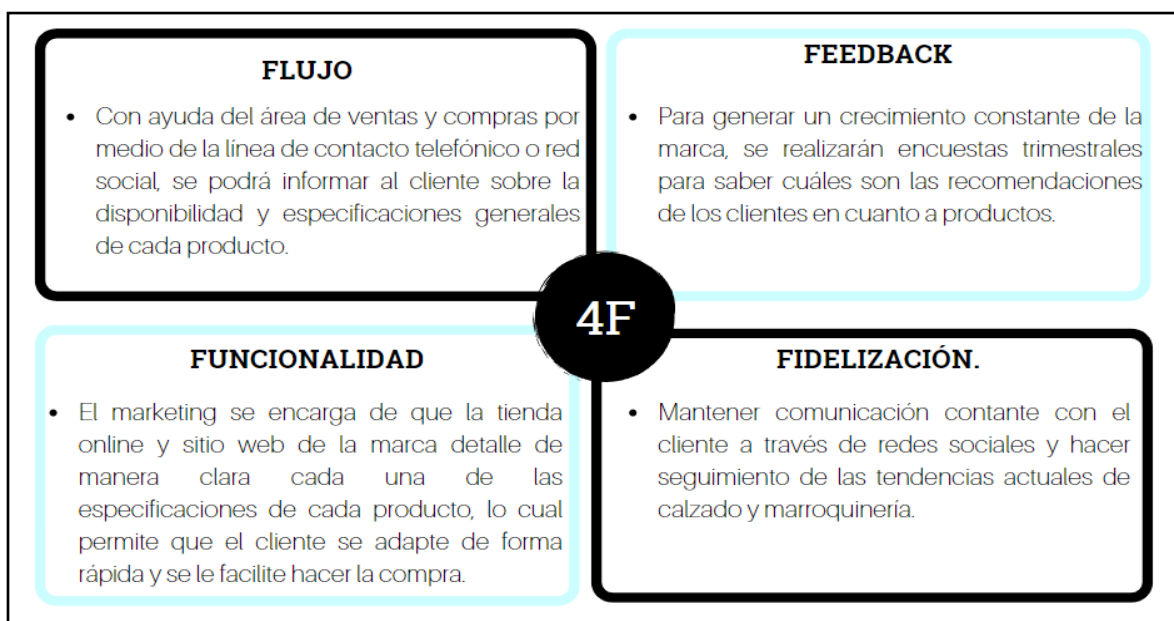 FLUJO
• Con ayuda del área de ventas y compras por
medio de la línea de contacto telefónico o red
social, se podrá informar al cliente sobre la
disponibilidad y especificaciones generales
de cada producto.
FEEDBACK
• Para generar un crecimiento constante de la
marca, se realizarán encuestas trimestrales
para saber cuáles son las recomendaciones
de los clientes en cuanto a productos.
4F
FUNCIONALIDAD
• El marketing se encarga de que la tienda
online y sitio web de la marca detalle de
manera clara cada una de las
especificaciones de cada producto, lo cual
permite que el cliente se adapte de forma
rápida y se le facilite hacer la compra.
FIDELIZACIÓN.
• Mantener comunicación contante con el
cliente a través de redes sociales y hacer
seguimiento de las tendencias actuales de
calzado y marroquinería.